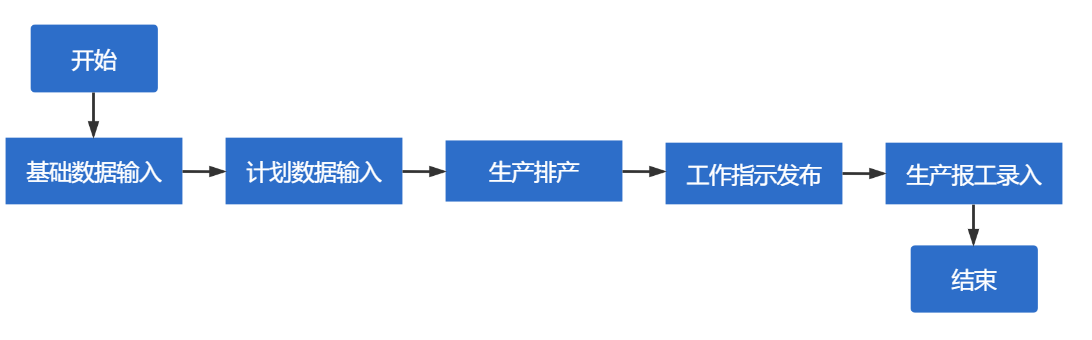 开始
基础数据输入
计划数据输入
生产排产
工作指示发布
生产报工录入
结束